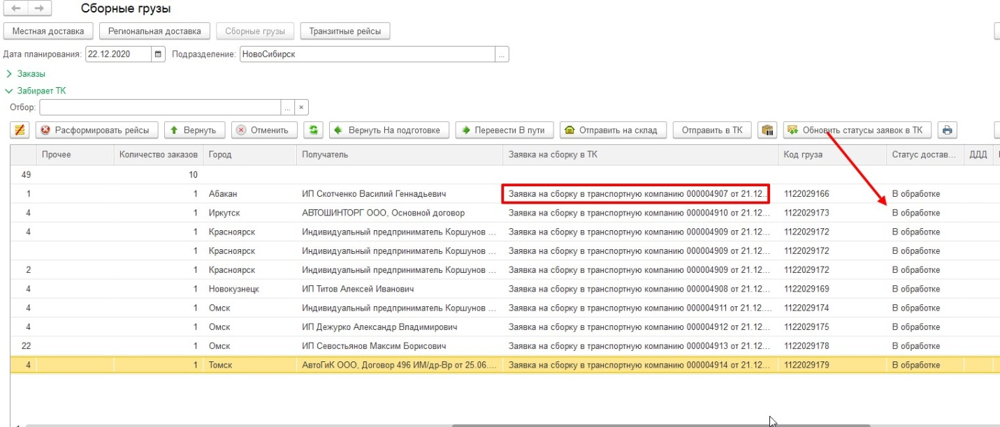 Сборные грузы
Местная доставка Региональная доставка Сборные грузы Транзитные рейсы
Дата планирования: 22.12.2020 Подразделение: НовоСибирск ...
Заказы
Забирает ТК
Отбор: ... ×
Расформировать рейсы Вернуть Отменить Вернуть На подготовке Перевести В пути Отправить на склад Отправить в ТК Обновить статусы заявок в ТК
Прочее Количество заказов Город Получатель Заявка на сборку в ТК Код груза Статус достав... ДДД
49 10
1 1 Абакан ИП Скотченко Василий Геннадьевич Заявка на сборку в транспортную компанию 000004907 от 21.12... 1122029166 В обработке
4 1 Иркутск АВТОШИНТОРГ ООО, Основной договор Заявка на сборку в транспортную компанию 000004910 от 21.12... 1122029173 В обработке
4 1 Красноярск Индивидуальный предприниматель Коршунов ... Заявка на сборку в транспортную компанию 000004909 от 21.12... 1122029172 В обработке
1 Красноярск Индивидуальный предприниматель Коршунов ... Заявка на сборку в транспортную компанию 000004909 от 21.12... 1122029172 В обработке
2 1 Красноярск Индивидуальный предприниматель Коршунов ... Заявка на сборку в транспортную компанию 000004909 от 21.12... 1122029172 В обработке
4 1 Новокузнецк ИП Титов Алексей Иванович Заявка на сборку в транспортную компанию 000004908 от 21.12... 1122029169 В обработке
4 1 Омск Индивидуальный предприниматель Коршунов ... Заявка на сборку в транспортную компанию 000004911 от 21.12.... 1122029174 В обработке
4 1 Омск ИП Дежурко Александр Владимирович Заявка на сборку в транспортную компанию 000004912 от 21.12... 1122029175 В обработке
22 1 Омск ИП Севостьянов Максим Борисович Заявка на сборку в транспортную компанию 000004913 от 21.12... 1122029178 В обработке
4 1 Томск АвтоГиК ООО, Договор 496 ИМ/др-Вр от 25.06.... Заявка на сборку в транспортную компанию 000004914 от 21.12... 1122029179 В обработке